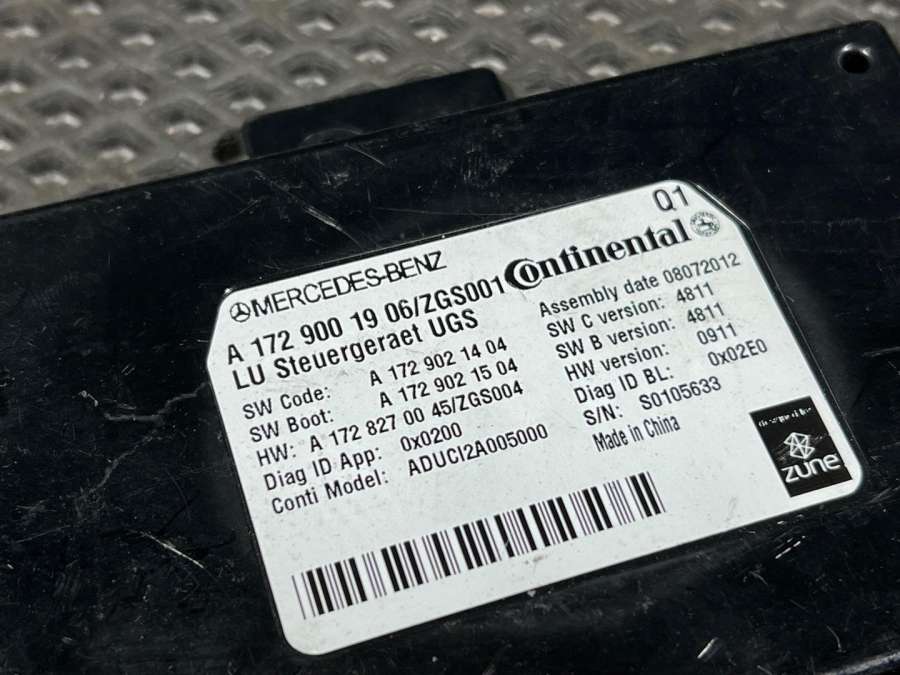 Q1
MERCEDES-BENZ
Continental
A 172 900 19 06/ZGS001
LU Steuergeraet UGS
SW Code: A 172 902 14 04
SW Boot: A 172 902 15 04
HW: A 172 827 00 45/ZGS004
Diag ID App: 0x0200
Conti Model: ADUCI2A005000
Assembly date 08072012
SW C version: 4811
SW B version: 4811
HW version: 0911
Diag ID BL: 0x02E0
S/N: S0105633
Made in China
zune